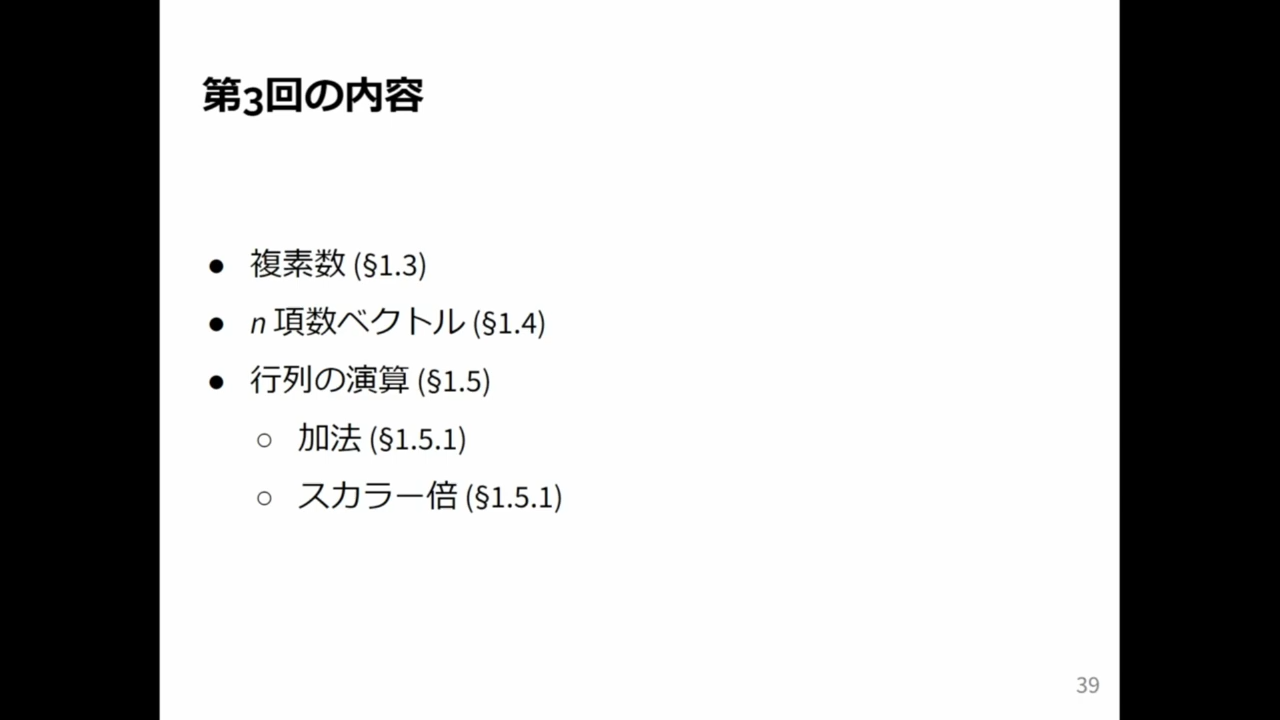 第3回の内容
● 複素数 (§1.3)
● n 項数ベクトル (§1.4)
● 行列の演算 (§1.5)
○ 加法 (§1.5.1)
○ スカラー倍 (§1.5.1)
39